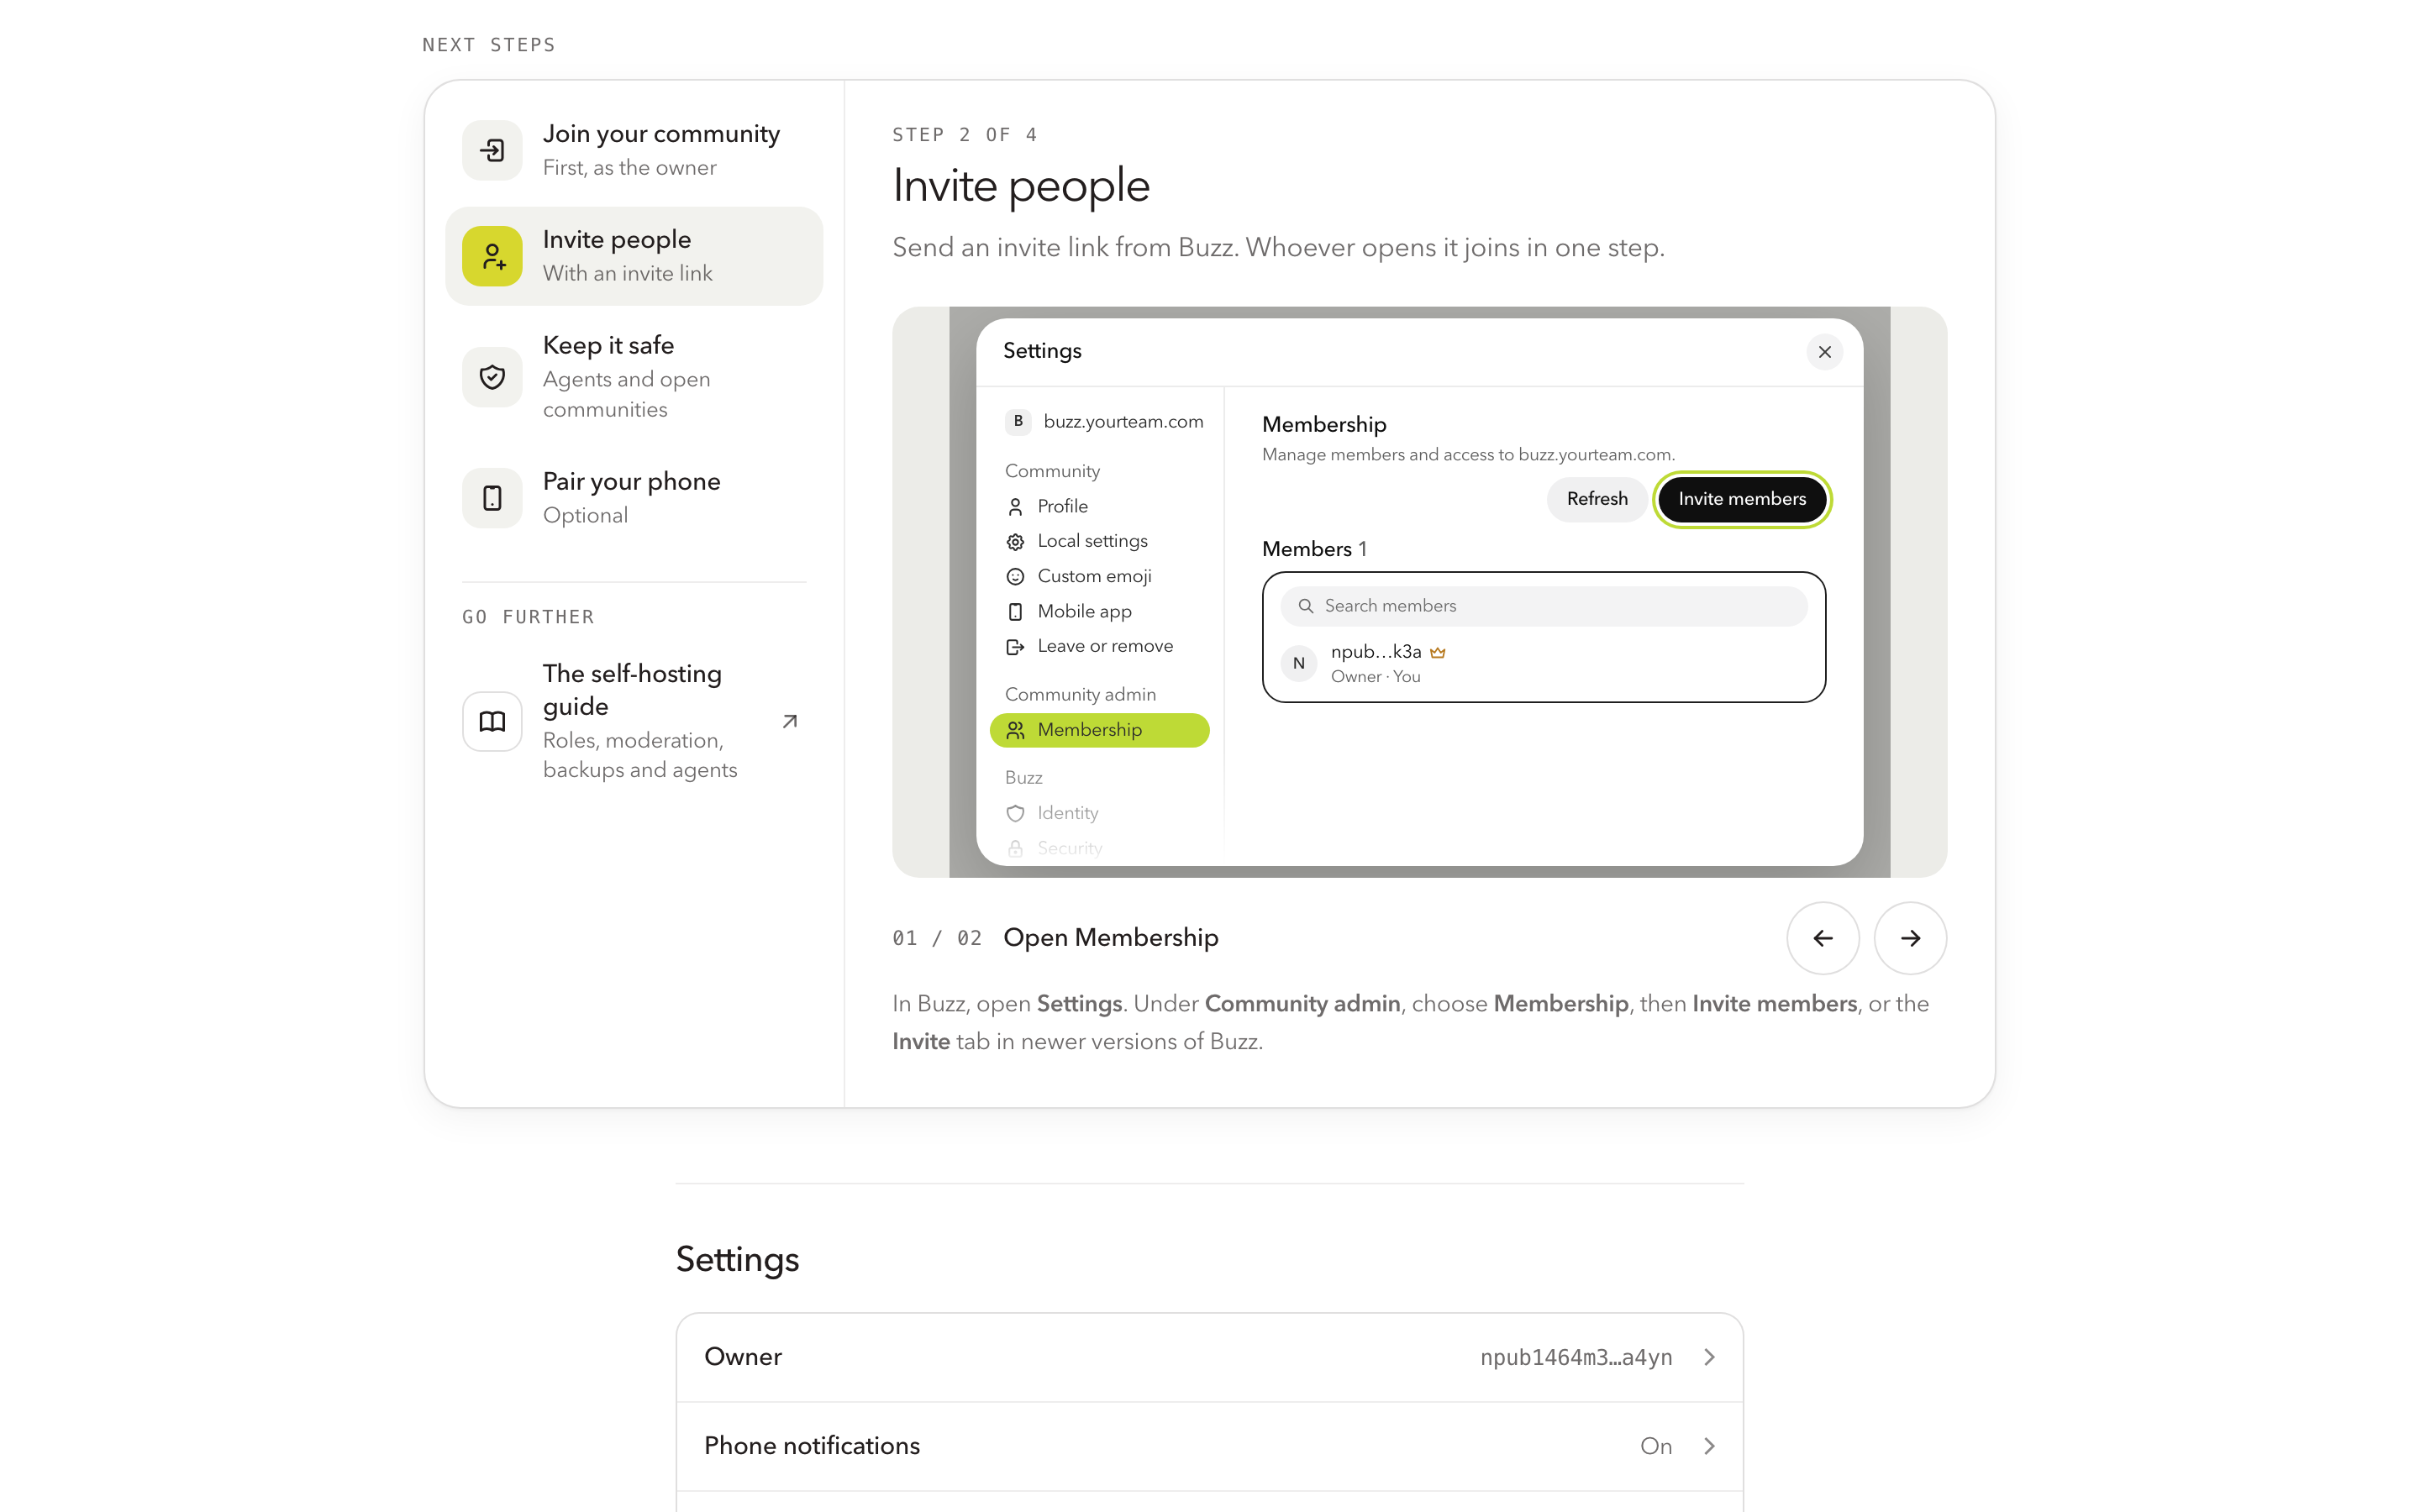 NEXT STEPS
Join your community
First, as the owner
Invite people
With an invite link
Keep it safe
Agents and open
communities
Pair your phone
Optional
GO FURTHER
The self-hosting
guide
Roles, moderation,
backups and agents
STEP 2 OF 4
Invite people
Send an invite link from Buzz. Whoever opens it joins in one step.
Settings
B buzz.yourteam.com
Community
Profile
Local settings
Custom emoji
Mobile app
Leave or remove
Community admin
Membership
Buzz
Identity
Security
Membership
Manage members and access to buzz.yourteam.com.
Refresh Invite members
Members 1
Search members
N npub…k3a
Owner · You
01 / 02 Open Membership
In Buzz, open Settings. Under Community admin, choose Membership, then Invite members, or the
Invite tab in newer versions of Buzz.
Settings
Owner npub1464m3…a4yn
Phone notifications On